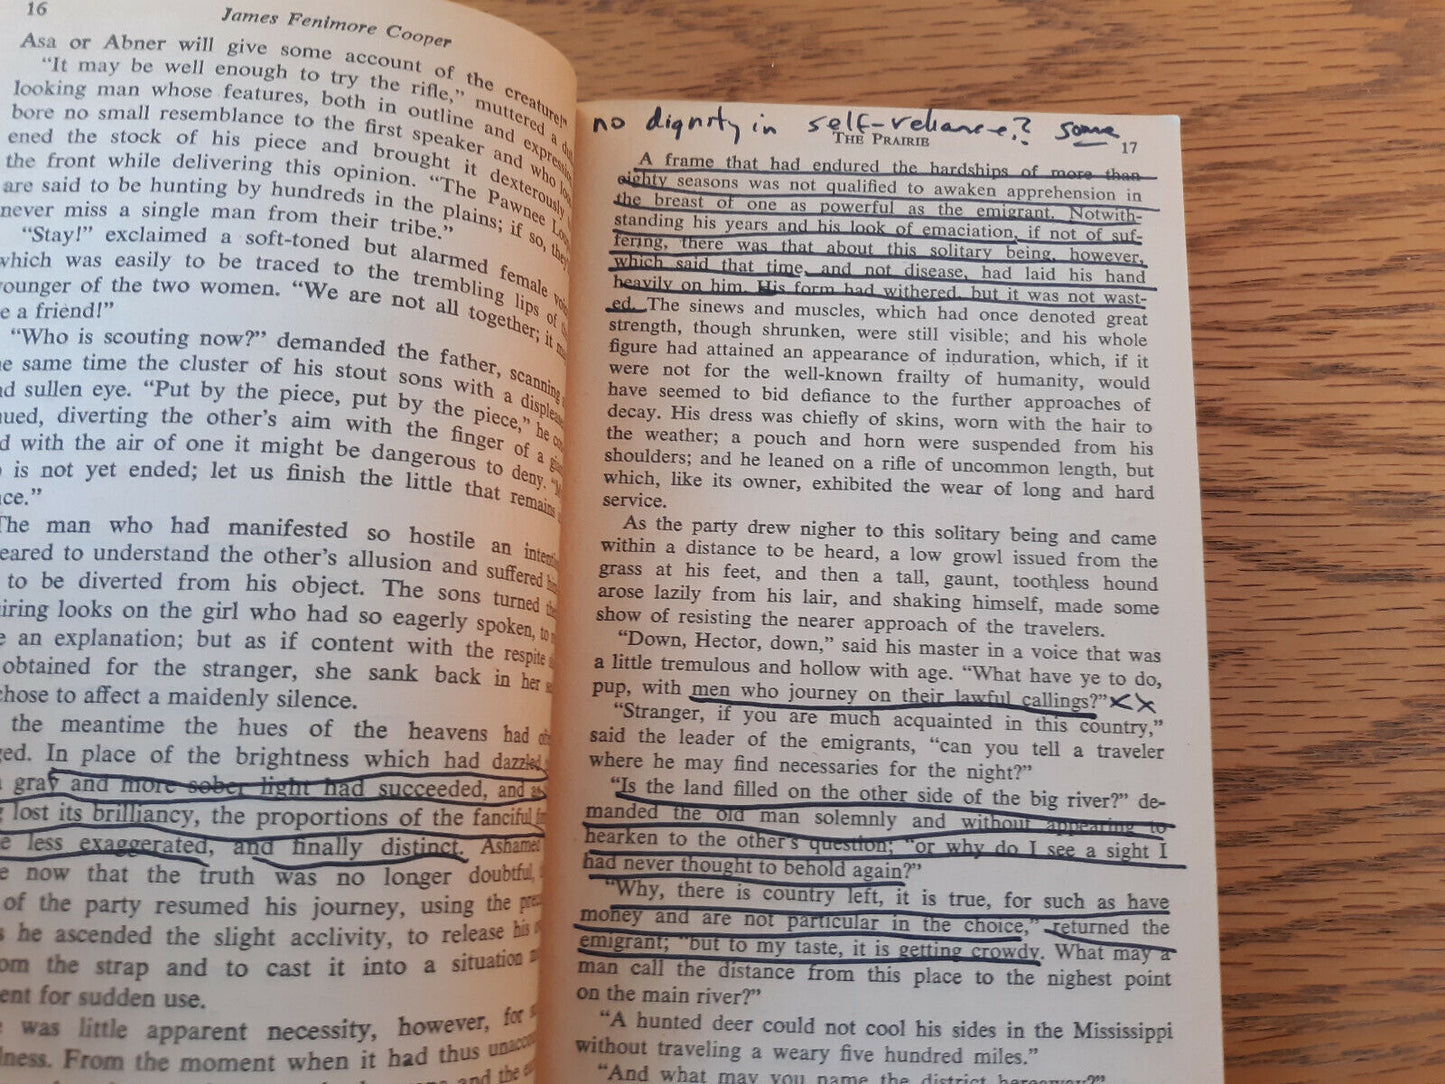 16
James Fenimore Cooper
Asa or Abner will give some account of the creature!"
"It may be well enough to try the rifle," muttered a
looking man whose features, both in outline and expression
bore no small resemblance to the first speaker and who
ened the stock of his piece and brought it dexterously
the front while delivering this opinion. "The Pawnee
are said to be hunting by hundreds in the plains; if so, they
never miss a single man from their tribe."
"Stay!" exclaimed a soft-toned but alarmed female
which was easily to be traced to the trembling lips of
ounger of the two women. "We are not all together; it
e a friend!"
"Who is scouting now?" demanded the father, scanning
e same time the cluster of his stout sons with a
d sullen eye. "Put by the piece, put by the piece," he
ued, diverting the other's aim with the finger of a
d with the air of one it might be dangerous to deny.
is not yet ended; let us finish the little that remains
ce."
The man who had manifested so hostile an
eared to understand the other's allusion and suffered
to be diverted from his object. The sons turned
iring looks on the girl who had so eagerly spoken, to
e an explanation; but as if content with the respite
obtained for the stranger, she sank back in her
chose to affect a maidenly silence.
the meantime the hues of the heavens had
ged. In place of the brightness which had dazzled
gray and more sober light had succeeded, and as
lost its brilliancy, the proportions of the fanciful
e less exaggerated, and finally distinct. Ashamed
e now that the truth was no longer doubtful,
of the party resumed his journey, using the
s he ascended the slight acclivity, to release his
om the strap and to cast it into a situation
ent for sudden use.
was little apparent necessity, however, for
lness. From the moment when it had thus
and the
no dignity in self-reliance? some
THE PRAIRIE
17
A frame that had endured the hardships of more than
eighty seasons was not qualified to awaken apprehension in
the breast of one as powerful as the emigrant. Notwith-
standing his years and his look of emaciation, if not of suf-
fering, there was that about this solitary being, however,
which said that time, and not disease, had laid his hand
heavily on him. His form had withered, but it was not wast-
ed. The sinews and muscles, which had once denoted great
strength, though shrunken, were still visible; and his whole
figure had attained an appearance of induration, which, if it
were not for the well-known frailty of humanity, would
have seemed to bid defiance to the further approaches of
decay. His dress was chiefly of skins, worn with the hair to
the weather; a pouch and horn were suspended from his
shoulders; and he leaned on a rifle of uncommon length, but
which, like its owner, exhibited the wear of long and hard
service.
As the party drew nigher to this solitary being and came
within a distance to be heard, a low growl issued from the
grass at his feet, and then a tall, gaunt, toothless hound
arose lazily from his lair, and shaking himself, made some
show of resisting the nearer approach of the travelers.
"Down, Hector, down," said his master in a voice that was
a little tremulous and hollow with age. "What have ye to do,
pup, with men who journey on their lawful callings?"
"Stranger, if you are much acquainted in this country,"
said the leader of the emigrants, "can you tell a traveler
where he may find necessaries for the night?"
"Is the land filled on the other side of the big river?" de-
manded the old man solemnly and without appearing to
hearken to the other's question; "or why do I see a sight I
had never thought to behold again?"
"Why, there is country left, it is true, for such as have
money and are not particular in the choice," returned the
emigrant; "but to my taste, it is getting crowdy. What may a
man call the distance from this place to the highest point
on the main river?"
"A hunted deer could not cool his sides in the Mississippi
without traveling a weary five hundred miles."
"And what may you name the district hereaway?"